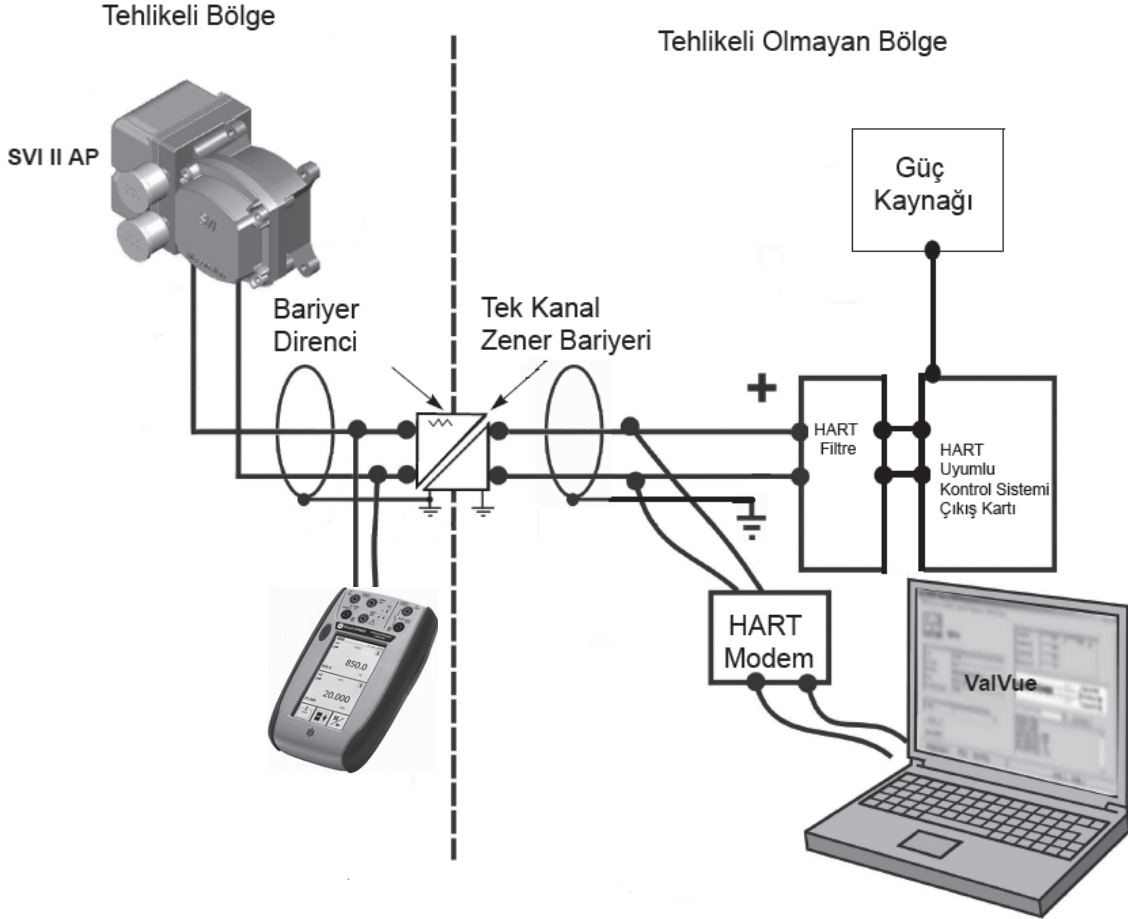 Tehlikeli Bölge
Tehlikeli Olmayan Bölge
SVI II AP
SVI
Güç
Kaynağı
Bariyer
Direnci
Tek Kanal
Zener Bariyeri
+
HART
Filtre
HART
Uyumlu
Kontrol Sistemi
Çıkış Kartı
850.0
20.000
HART
Modem
ValVue